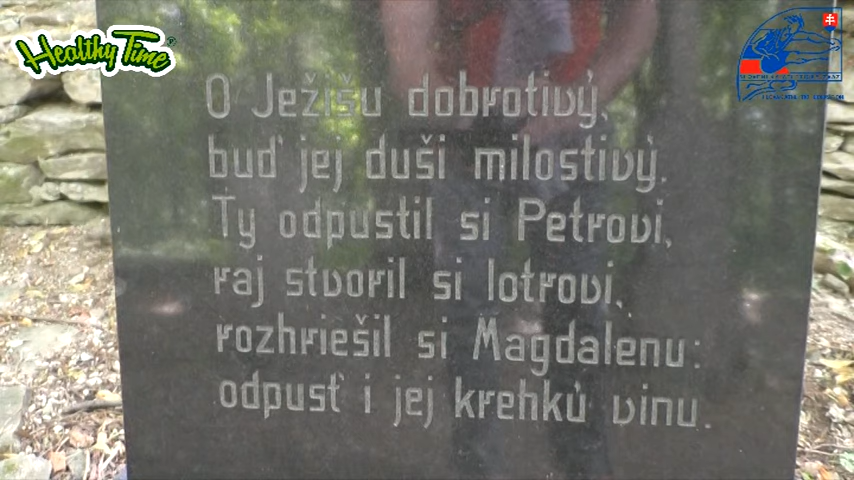 Healthy Time
O Ježišu dobrotivý,
buď jej duši milostivý.
Ty odpustil si Petrovi,
raj stvoril si lotrovi,
rozhriešil si Magdalenu:
odpusť i jej krehkú vinu.